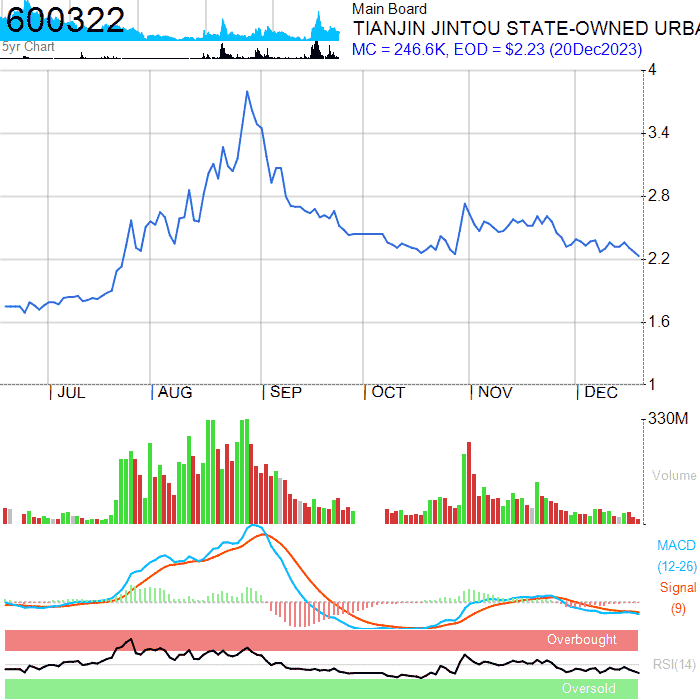 600322
5yr Chart
Main Board
TIANJIN JINTOU STATE-OWNED URBA
MC = 246.6K, EOD = $2.23 (20Dec2023)
4
3.4
2.8
2.2
1.6
1
JUL
AUG
SEP
OCT
NOV
DEC
330M
Volume
MACD
(12-26)
Signal
(9)
Overbought
RSI(14)
Oversold